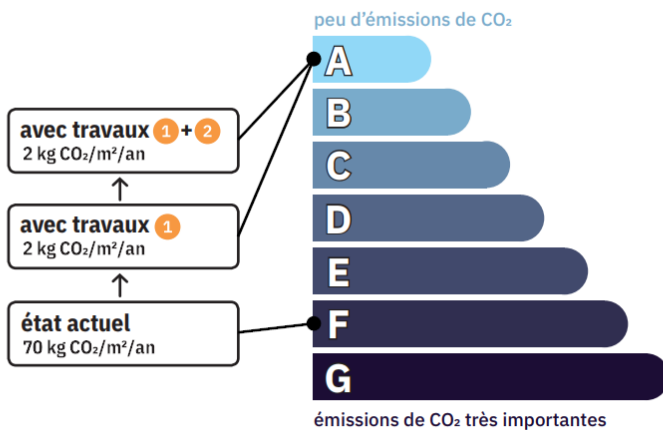 peu d'émissions de CO₂
A
B
C
D
E
F
G
émissions de CO₂ très importantes
avec travaux 1 + 2
2 kg CO₂/m²/an
avec travaux 1
2 kg CO₂/m²/an
état actuel
70 kg CO₂/m²/an